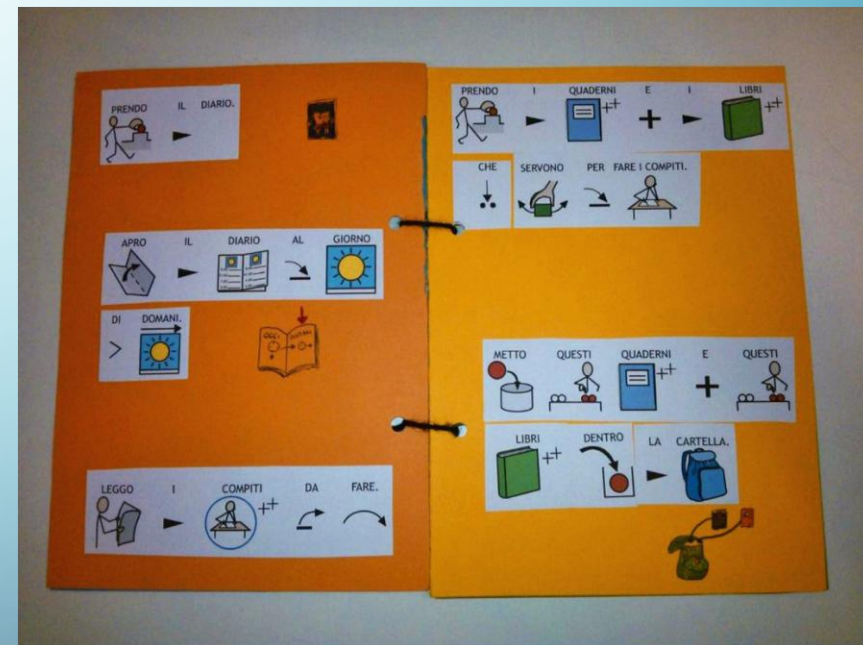 PRENDO IL DIARIO.
APRO IL DIARIO AL GIORNO
DI DOMANI.
LEGGO I COMPITI DA FARE.
PRENDO I QUADERNI E I LIBRI
CHE SERVONO PER FARE I COMPITI.
METTO QUESTI QUADERNI E QUESTI
LIBRI DENTRO LA CARTELLA.